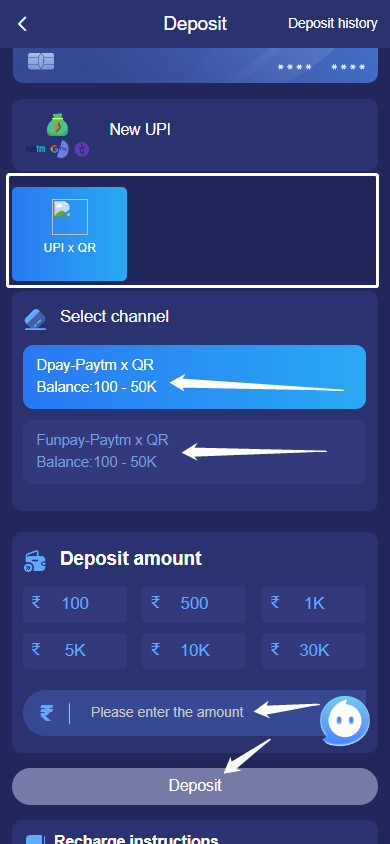 Deposit
Deposit history
**** ****
New UPI
UPI x QR
Select channel
Dpay-Paytm x QR
Balance:100 - 50K
Funpay-Paytm x QR
Balance:100 - 50K
Deposit amount
₹ 100
₹ 500
₹ 1K
₹ 5K
₹ 10K
₹ 30K
₹ Please enter the amount
Deposit
Recharge instructions